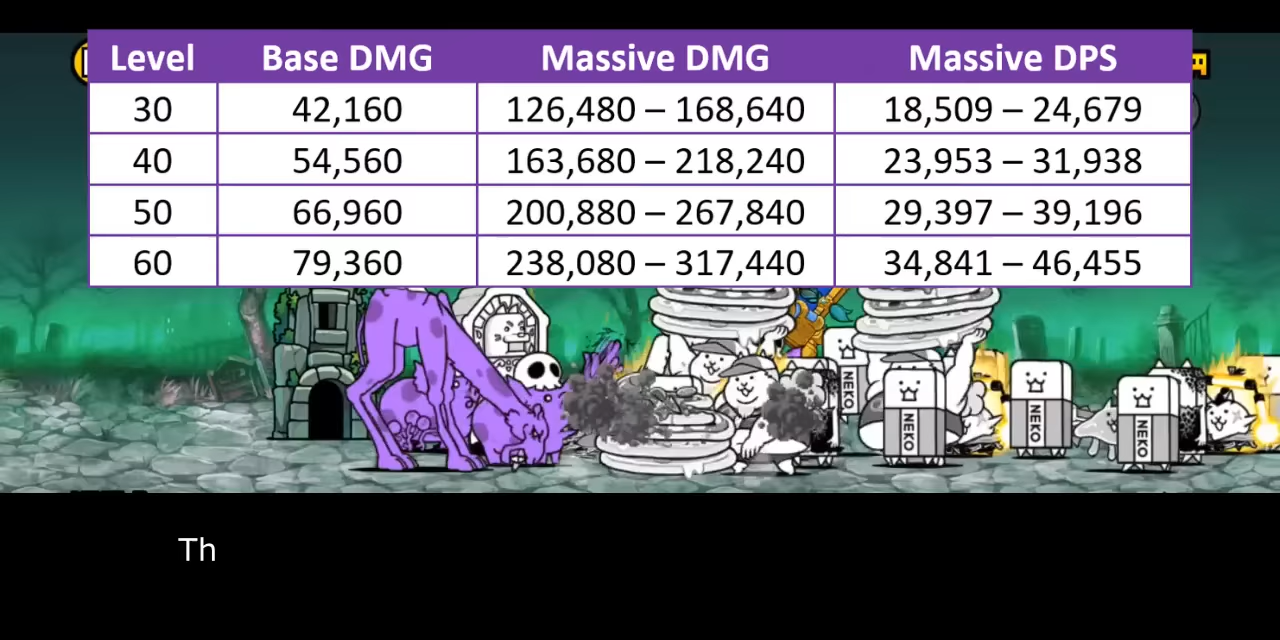 Level Base DMG Massive DMG Massive DPS
30 42,160 126,480 – 168,640 18,509 – 24,679
40 54,560 163,680 – 218,240 23,953 – 31,938
50 66,960 200,880 – 267,840 29,397 – 39,196
60 79,360 238,080 – 317,440 34,841 – 46,455
NEKO
NEKO
NEKO
NEKO
Th